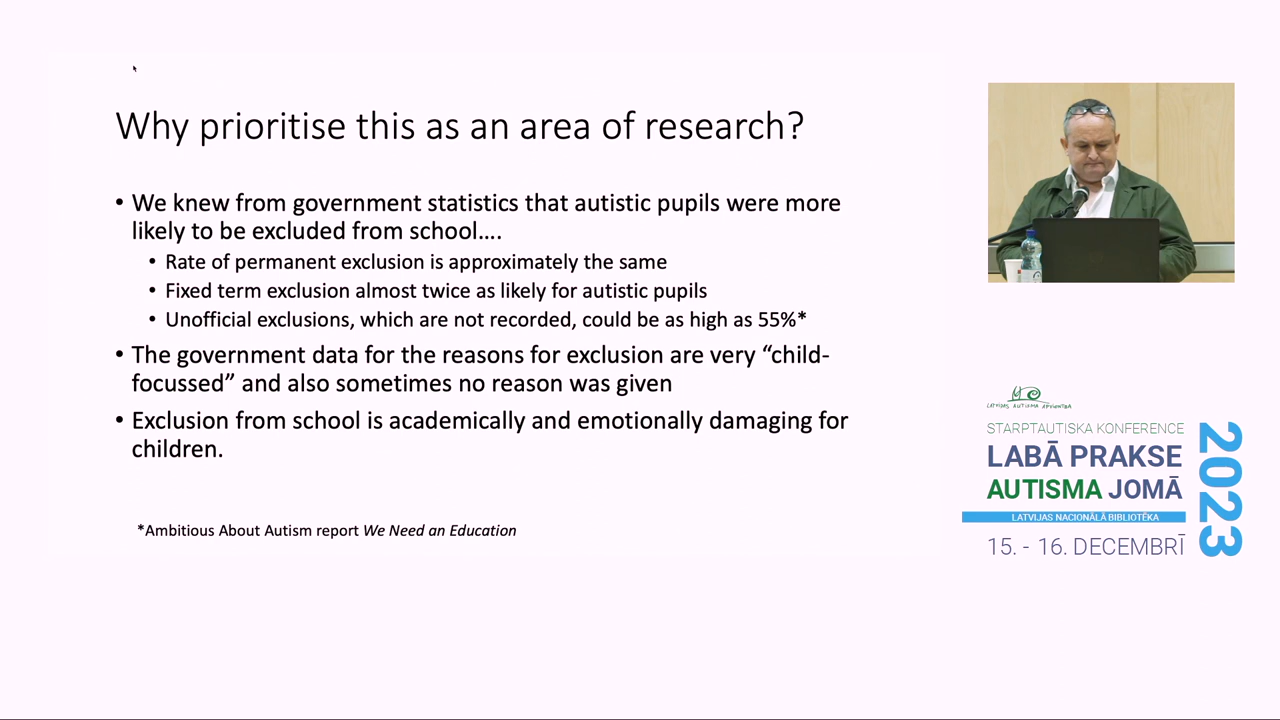 Why prioritise this as an area of research?
• We knew from government statistics that autistic pupils were more
likely to be excluded from school….
• Rate of permanent exclusion is approximately the same
• Fixed term exclusion almost twice as likely for autistic pupils
• Unofficial exclusions, which are not recorded, could be as high as 55%*
• The government data for the reasons for exclusion are very “child-
focussed” and also sometimes no reason was given
• Exclusion from school is academically and emotionally damaging for
children.
*Ambitious About Autism report We Need an Education
LATVIJAS AUTISMA APVIENĪBA
STARPTAUTISKA KONFERENCE
LABĀ PRAKSE
AUTISMA JOMĀ
2023
LATVIJAS NACIONĀLĀ BIBLIOTĒKA
15. - 16. DECEMBRĪ